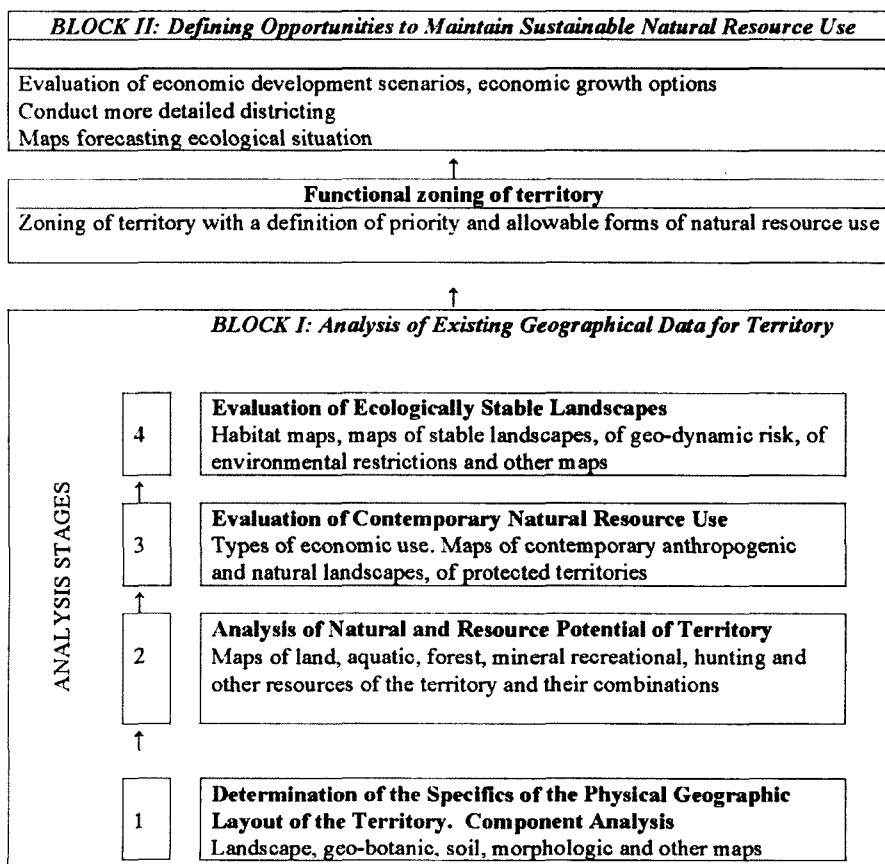 BLOCK II: Defining Opportunities to Maintain Sustainable Natural Resource Use
Evaluation of economic development scenarios, economic growth options
Conduct more detailed districting
Maps forecasting ecological situation
↑
Functional zoning of territory
Zoning of territory with a definition of priority and allowable forms of natural resource use
↑
BLOCK I: Analysis of Existing Geographical Data for Territory
ANALYSIS STAGES
4
Evaluation of Ecologically Stable Landscapes
Habitat maps, maps of stable landscapes, of geo-dynamic risk, of
environmental restrictions and other maps
↑
3
Evaluation of Contemporary Natural Resource Use
Types of economic use. Maps of contemporary anthropogenic
and natural landscapes, of protected territories
↑
2
Analysis of Natural and Resource Potential of Territory
Maps of land, aquatic, forest, mineral recreational, hunting and
other resources of the territory and their combinations
↑
1
Determination of the Specifics of the Physical Geographic
Layout of the Territory. Component Analysis
Landscape, geo-botanic, soil, morphologic and other maps